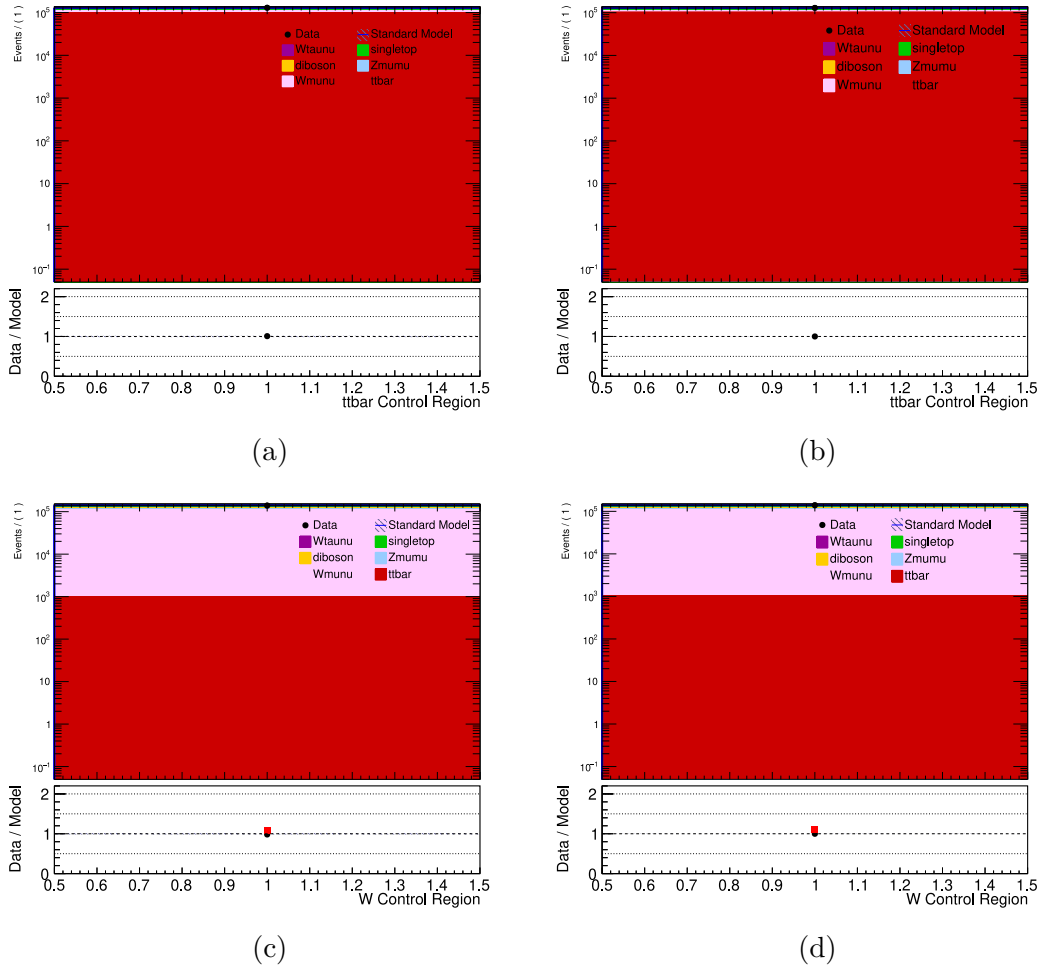 Events / ( 1 )
10^5
10^4
10^3
10^2
10
1
10^-1
Data Standard Model
Wtaunu singletop
diboson Zmumu
Wmunu ttbar
Data / Model
2
1
0
0.5 0.6 0.7 0.8 0.9 1 1.1 1.2 1.3 1.4 1.5
ttbar Control Region
(a)
Events / ( 1 )
10^5
10^4
10^3
10^2
10
1
10^-1
Data Standard Model
Wtaunu singletop
diboson Zmumu
Wmunu ttbar
Data / Model
2
1
0
0.5 0.6 0.7 0.8 0.9 1 1.1 1.2 1.3 1.4 1.5
ttbar Control Region
(b)
Events / ( 1 )
10^5
10^4
10^3
10^2
10
1
10^-1
Data Standard Model
Wtaunu singletop
diboson Zmumu
Wmunu ttbar
Data / Model
2
1
0
0.5 0.6 0.7 0.8 0.9 1 1.1 1.2 1.3 1.4 1.5
W Control Region
(c)
Events / ( 1 )
10^5
10^4
10^3
10^2
10
1
10^-1
Data Standard Model
Wtaunu singletop
diboson Zmumu
Wmunu ttbar
Data / Model
2
1
0
0.5 0.6 0.7 0.8 0.9 1 1.1 1.2 1.3 1.4 1.5
W Control Region
(d)